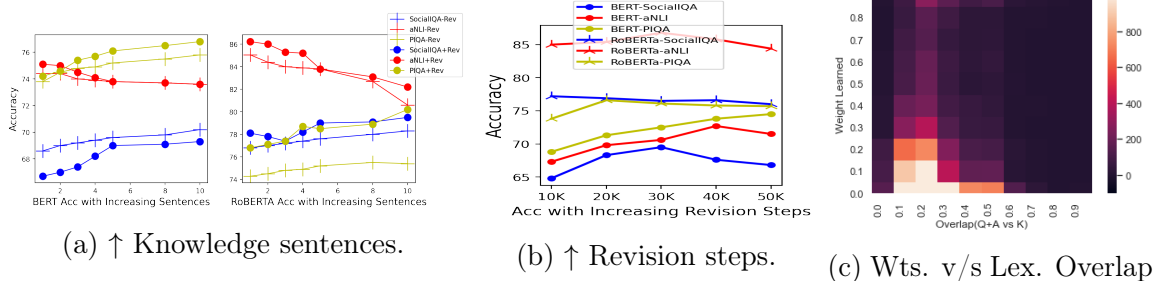 SocialIQA-Rev
aNLI-Rev
PIQA-Rev
SocialIQA+Rev
aNLI+Rev
PIQA+Rev
Accuracy
76
74
72
70
68
2 4 6 8 10
BERT Acc with Increasing Sentences
86
84
82
80
78
76
74
2 4 6 8 10
RoBERTA Acc with Increasing Sentences
(a) ↑ Knowledge sentences.
BERT-SocialIQA
BERT-aNLI
BERT-PIQA
RoBERTa-SocialIQA
RoBERTa-aNLI
RoBERTa-PIQA
Accuracy
85
80
75
70
65
10K 20K 30K 40K 50K
Acc with Increasing Revision Steps
(b) ↑ Revision steps.
Weight Learned
0.8
0.7
0.6
0.5
0.4
0.3
0.2
0.1
0.0
0.0 0.1 0.2 0.3 0.4 0.5 0.6 0.7 0.8 0.9
Overlap(Q+A vs K)
800
600
400
200
0
(c) Wts. v/s Lex. Overlap